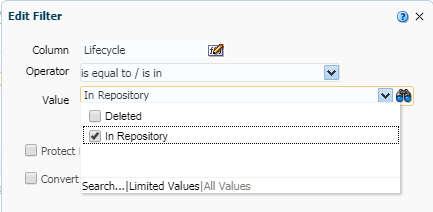 Edit Filter
Column Lifecycle
Operator is equal to / is in
Value In Repository
Deleted
In Repository
Protect
Search...|Limited Values|All Values
Convert